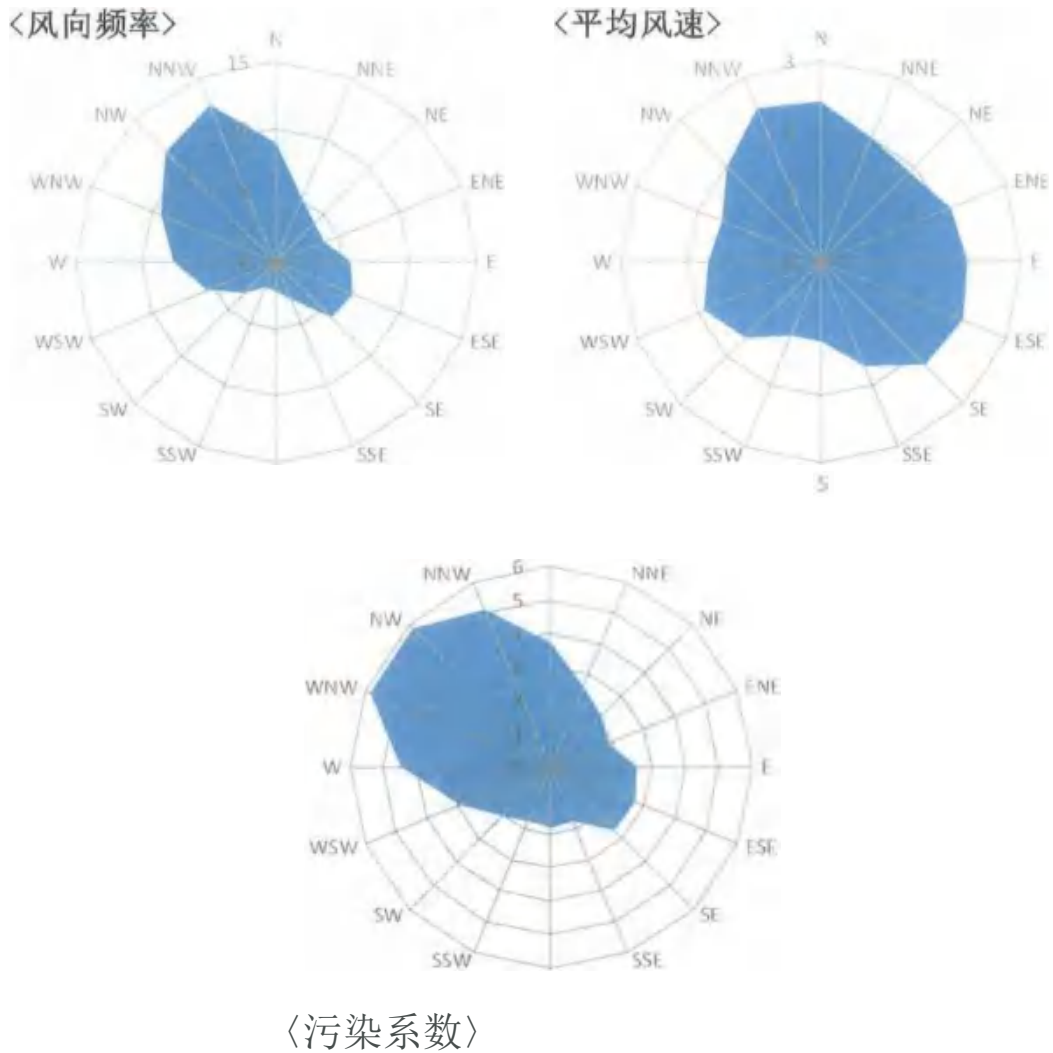 <风向频率>
N
15
NNW
NNE
NW
NE
WNW
ENE
W
E
WSW
ESE
SW
SE
SSW
SSE
<平均风速>
N
3
NNW
NNE
NW
NE
WNW
ENE
W
E
WSW
ESE
SW
SE
SSW
SSE
S
6
NNW
NNE
5
NW
NE
WNW
ENE
W
E
WSW
ESE
SW
SE
SSW
SSE
〈污染系数〉